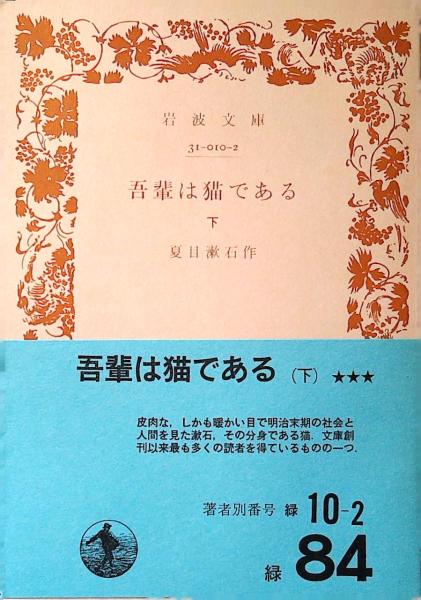 岩波文庫
31-010-2
吾輩は猫である
下
夏目漱石作
吾輩は猫である（下）★★★
皮肉な，しかも暖かい目で明治末期の社会と
人間を見た漱石，その分身である猫．文庫創
刊以来最も多くの読者を得ているものの一つ．
著者別番号 緑 10-2
緑 84